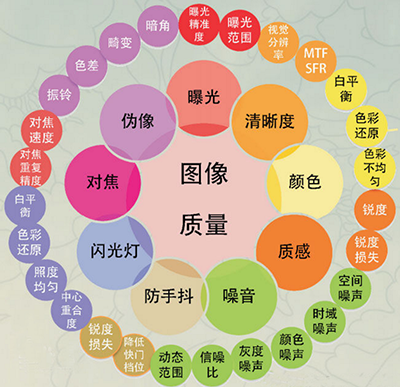 图像
质量
曝光
清晰度
颜色
质感
噪音
防手抖
闪光灯
对焦
伪像
曝光
精准
度
曝光
范围
视觉
分辨
率
MTF
SFR
白平
衡
色彩
还原
色彩
不均
匀
锐度
锐度
损失
空间
噪声
时域
噪声
颜色
噪声
灰度
噪声
信噪
比
动态
范围
降低
快门
档位
锐度
损失
中心
重合
度
照度
均匀
色彩
还原
白平
衡
对焦
重复
精度
对焦
速度
振铃
色差
畸变
暗角